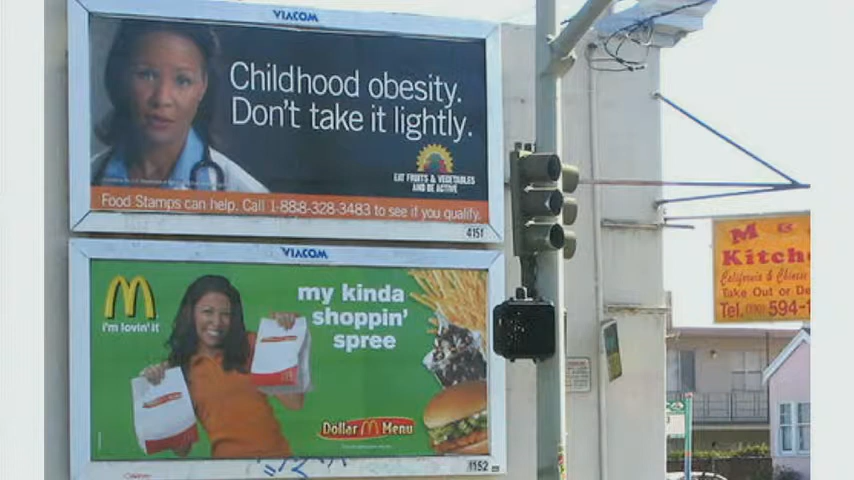 VIACOM
Childhood obesity.
Don't take it lightly.
EAT FRUITS & VEGETABLES
AND BE ACTIVE
Food Stamps can help. Call 1-888-328-3483 to see if you qualify.
4151
VIACOM
M
i'm lovin' it
my kinda
shoppin'
spree
Dollar M Menu
1152
M
Kitch
California & Chinese
Take Out or De
Tel. 594-1